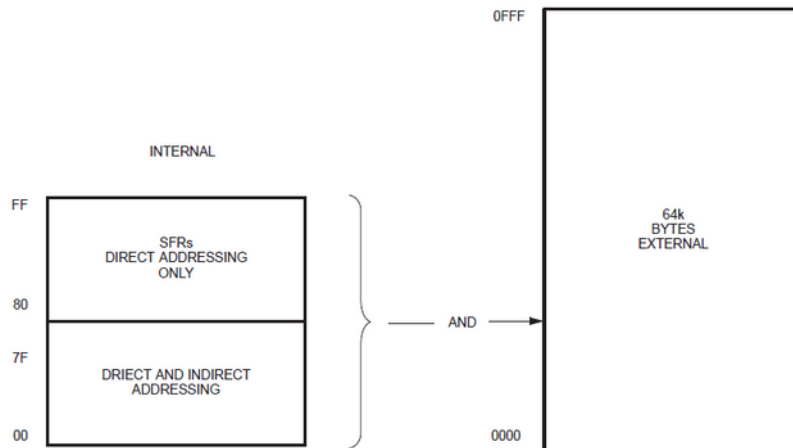 0FFF
INTERNAL
FF
SFRs
DIRECT ADDRESSING
ONLY
64k
BYTES
EXTERNAL
80
AND
7F
DRIECT AND INDIRECT
ADDRESSING
00
0000